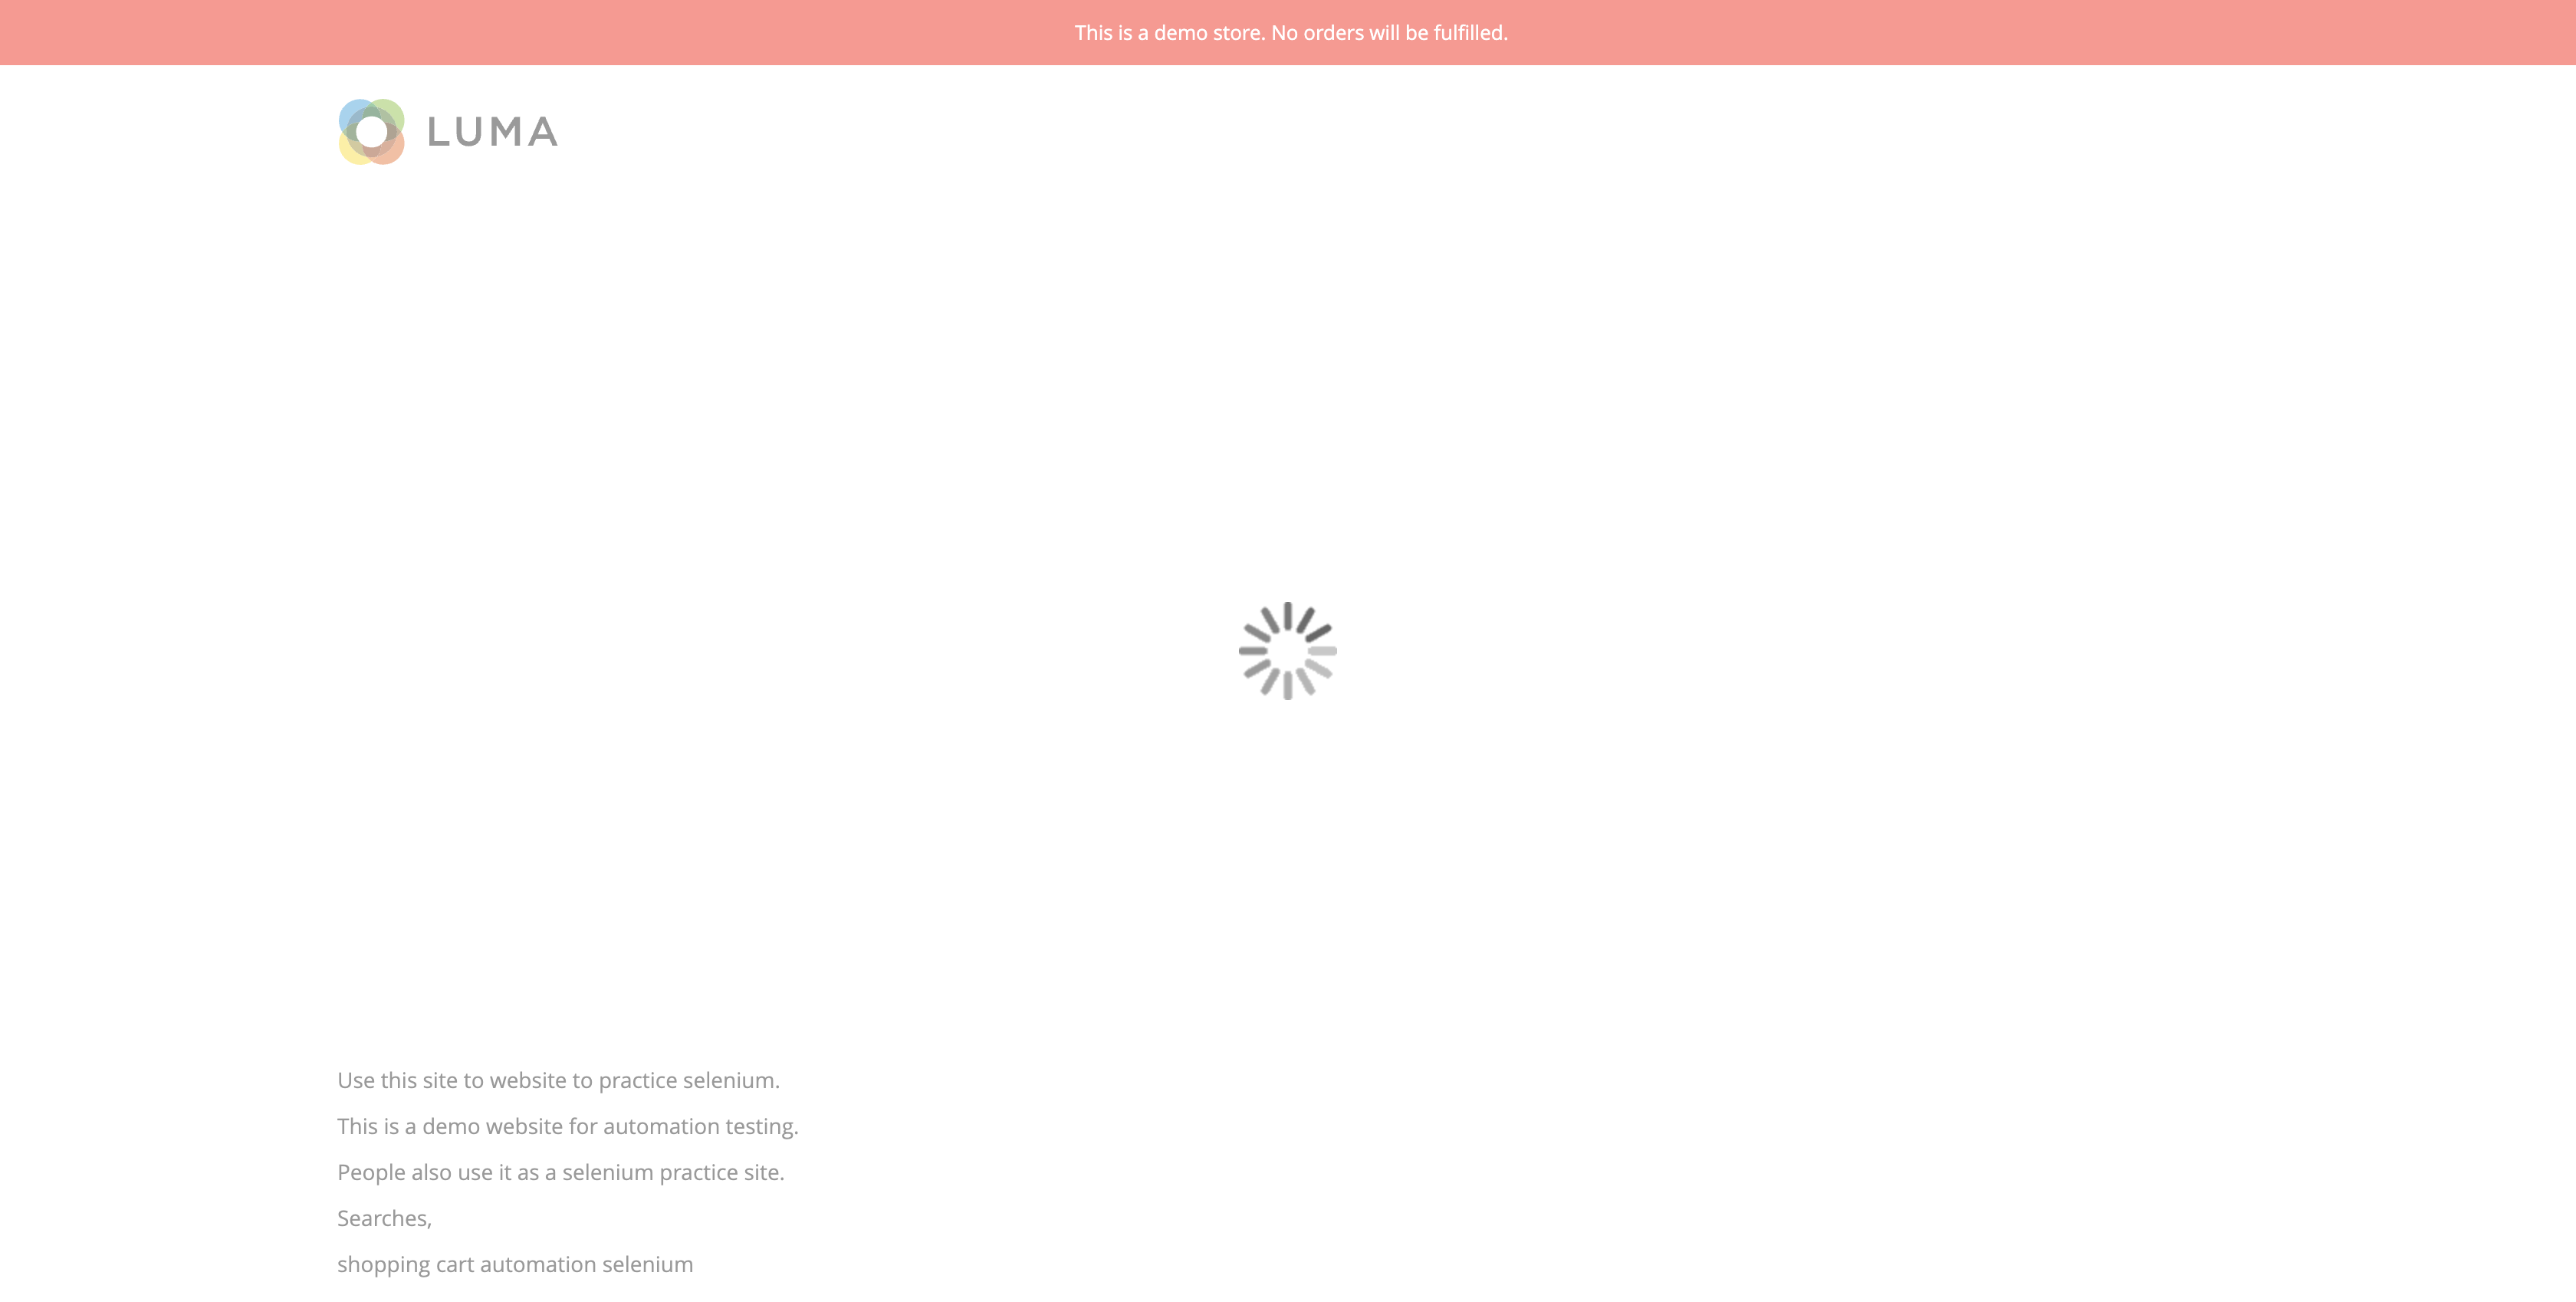 This is a demo store. No orders will be fulfilled.
LUMA
Use this site to website to practice selenium.
This is a demo website for automation testing.
People also use it as a selenium practice site.
Searches,
shopping cart automation selenium